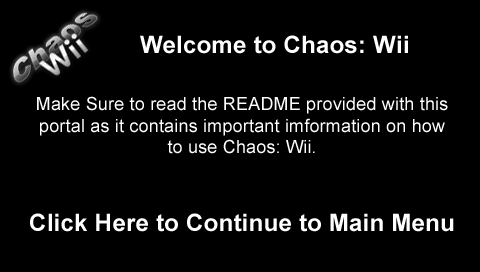 Chaos
Wii
Welcome to Chaos: Wii
Make Sure to read the README provided with this
portal as it contains important imformation on how
to use Chaos: Wii.
Click Here to Continue to Main Menu